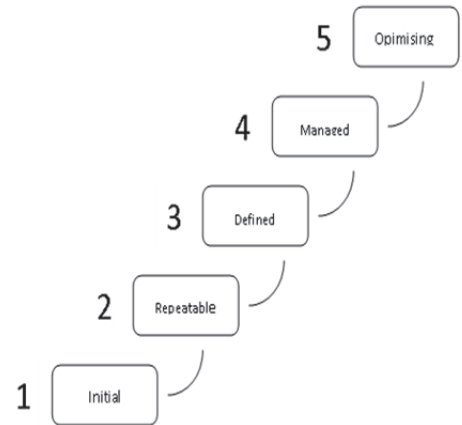 5 Opimising
4 Managed
3 Defined
2 Repeatable
1 Initial